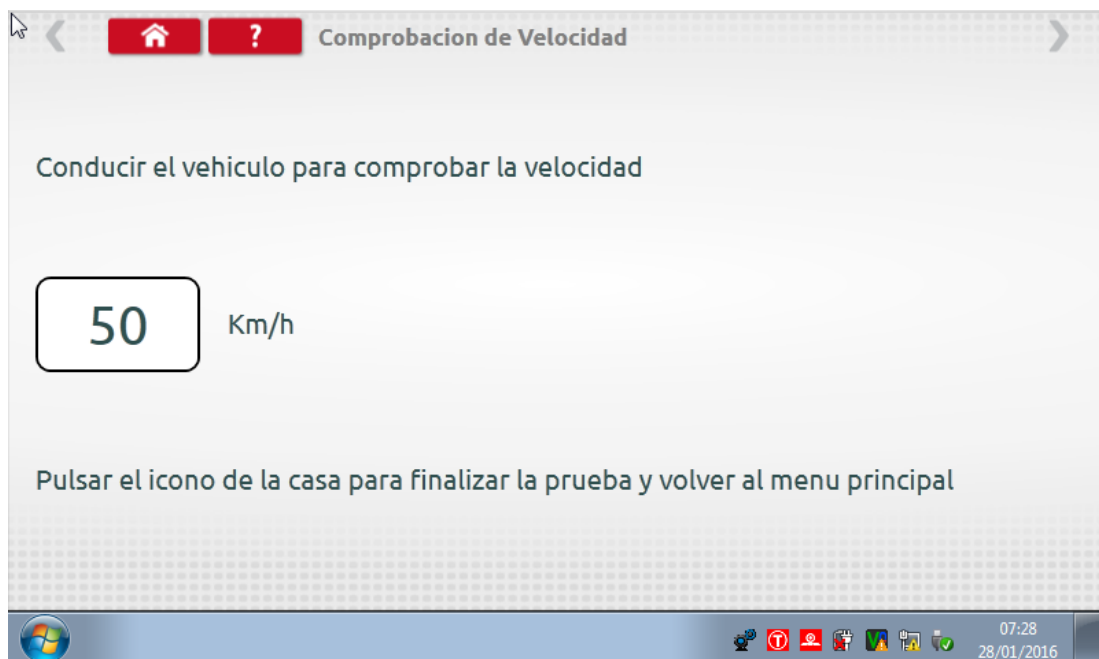 ? Comprobacion de Velocidad
Conducir el vehiculo para comprobar la velocidad
50 Km/h
Pulsar el icono de la casa para finalizar la prueba y volver al menu principal
07:28
28/01/2016